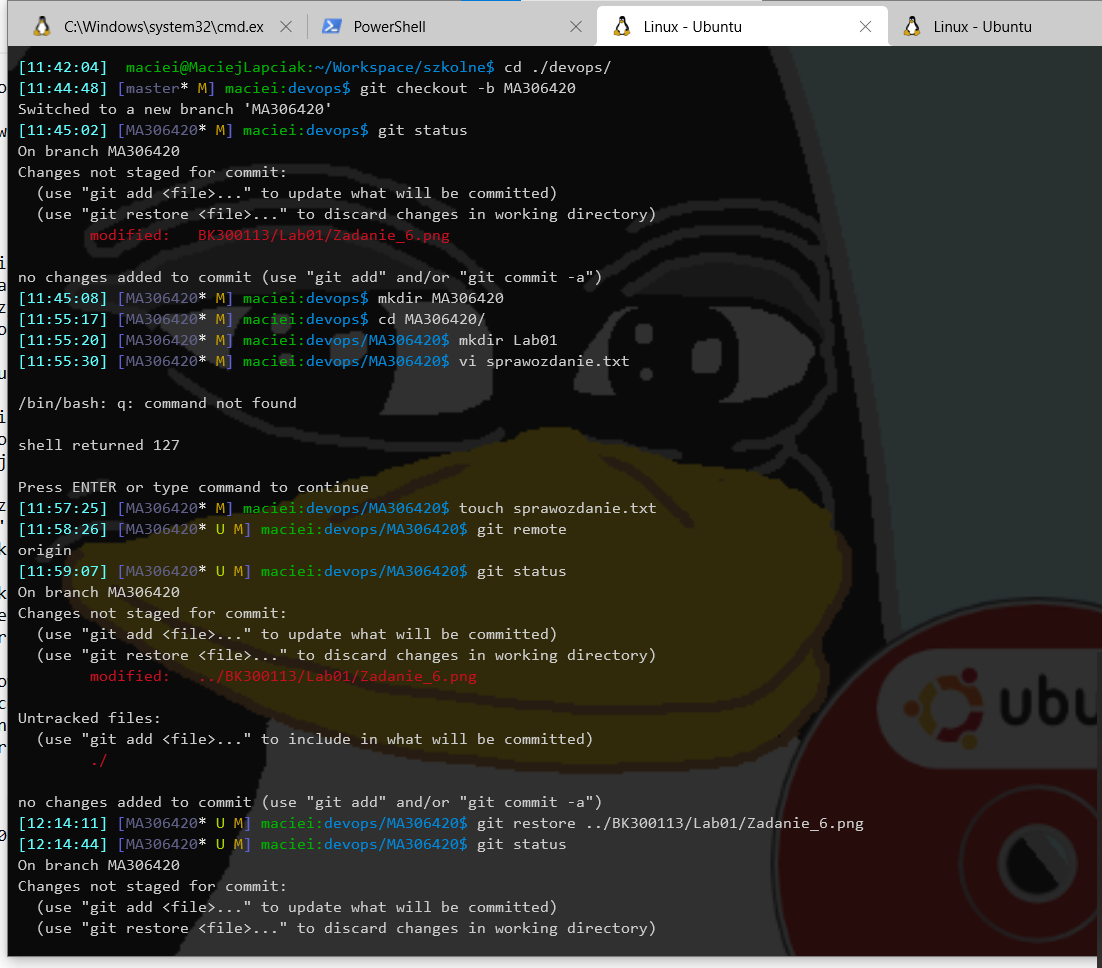 C:\Windows\system32\cmd.ex
PowerShell
Linux - Ubuntu
Linux - Ubuntu
[11:42:04]  maciei@MaciejLapciak:~/Workspace/szkolne$ cd ./devops/
[11:44:48] [master* M] maciei:devops$ git checkout -b MA306420
Switched to a new branch 'MA306420'
[11:45:02] [MA306420* M] maciei:devops$ git status
On branch MA306420
Changes not staged for commit:
  (use "git add <file>..." to update what will be committed)
  (use "git restore <file>..." to discard changes in working directory)
        modified:   BK300113/Lab01/Zadanie_6.png
no changes added to commit (use "git add" and/or "git commit -a")
[11:45:08] [MA306420* M] maciei:devops$ mkdir MA306420
[11:55:17] [MA306420* M] maciei:devops$ cd MA306420/
[11:55:20] [MA306420* M] maciei:devops/MA306420$ mkdir Lab01
[11:55:30] [MA306420* M] maciei:devops/MA306420$ vi sprawozdanie.txt
/bin/bash: q: command not found
shell returned 127
Press ENTER or type command to continue
[11:57:25] [MA306420* M] maciei:devops/MA306420$ touch sprawozdanie.txt
[11:58:26] [MA306420* U M] maciei:devops/MA306420$ git remote
origin
[11:59:07] [MA306420* U M] maciei:devops/MA306420$ git status
On branch MA306420
Changes not staged for commit:
  (use "git add <file>..." to update what will be committed)
  (use "git restore <file>..." to discard changes in working directory)
        modified:   ../BK300113/Lab01/Zadanie_6.png
Untracked files:
  (use "git add <file>..." to include in what will be committed)
        ./
no changes added to commit (use "git add" and/or "git commit -a")
[12:14:11] [MA306420* U M] maciei:devops/MA306420$ git restore ../BK300113/Lab01/Zadanie_6.png
[12:14:44] [MA306420* U M] maciei:devops/MA306420$ git status
On branch MA306420
Changes not staged for commit:
  (use "git add <file>..." to update what will be committed)
  (use "git restore <file>..." to discard changes in working directory)
ubu